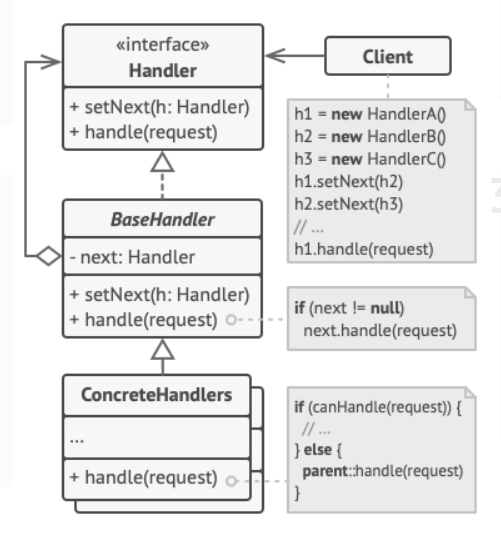 «interface»
Handler
+ setNext(h: Handler)
+ handle(request)
Client
h1 = new HandlerA()
h2 = new HandlerB()
h3 = new HandlerC()
h1.setNext(h2)
h2.setNext(h3)
// ...
h1.handle(request)
BaseHandler
- next: Handler
+ setNext(h: Handler)
+ handle(request)
if (next != null)
next.handle(request)
ConcreteHandlers
...
+ handle(request)
if (canHandle(request)) {
// ...
} else {
parent::handle(request)
}